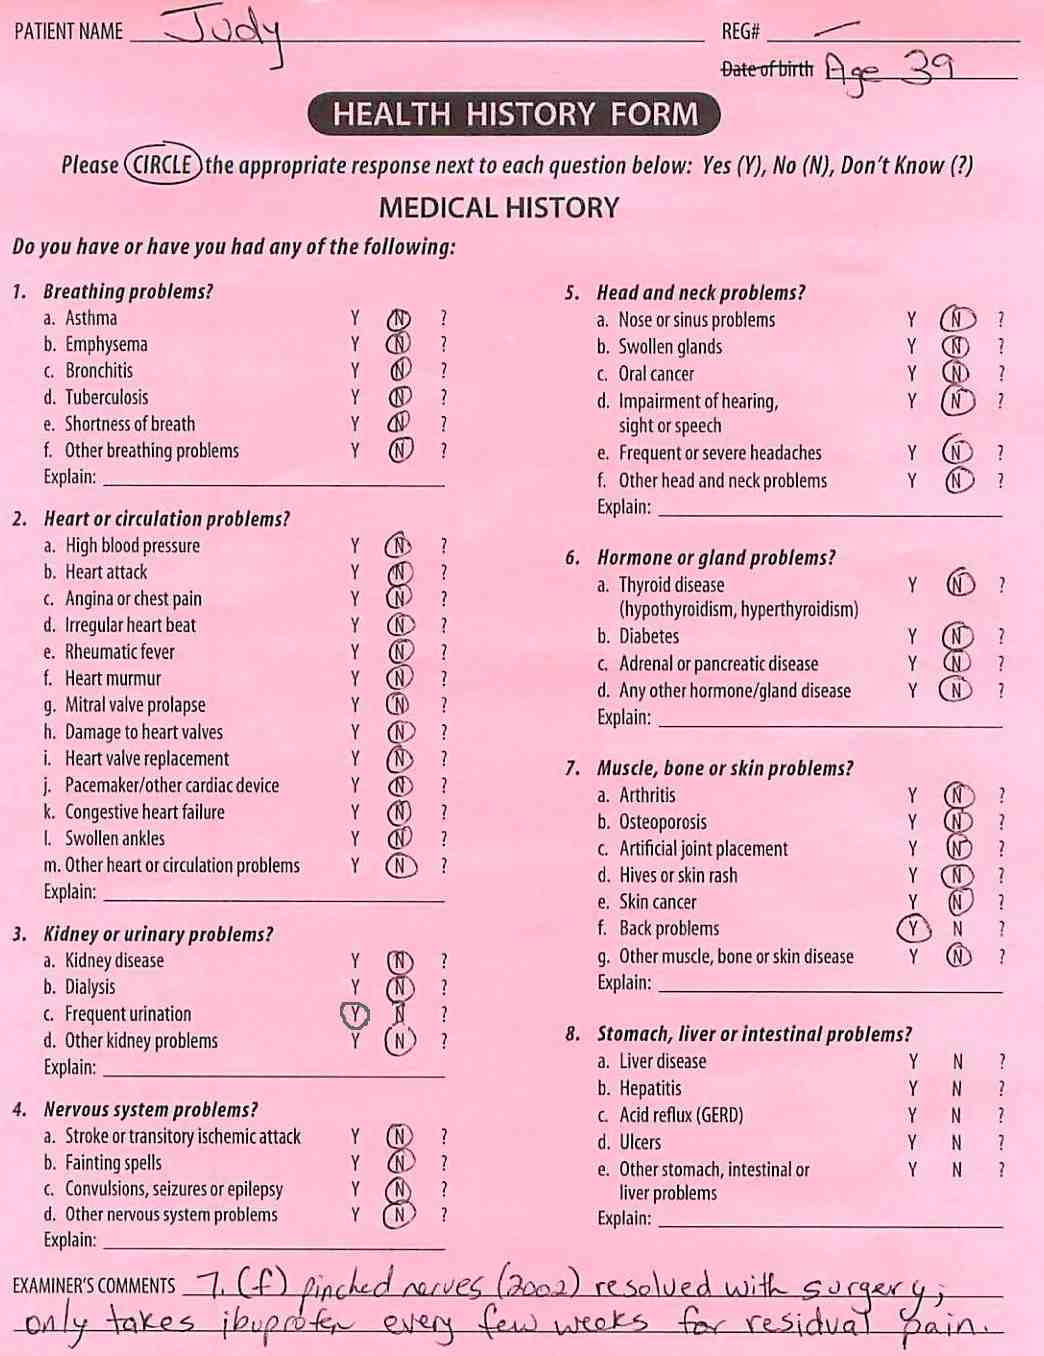 PATIENT NAME Judy REG# —
Date of birth Age 39
HEALTH HISTORY FORM
Please CIRCLE the appropriate response next to each question below: Yes (Y), No (N), Don't Know (?)
MEDICAL HISTORY
Do you have or have you had any of the following:
1. Breathing problems?
a. Asthma Y N ?
b. Emphysema Y N ?
c. Bronchitis Y N ?
d. Tuberculosis Y N ?
e. Shortness of breath Y N ?
f. Other breathing problems Y N ?
Explain:
2. Heart or circulation problems?
a. High blood pressure Y N ?
b. Heart attack Y N ?
c. Angina or chest pain Y N ?
d. Irregular heart beat Y N ?
e. Rheumatic fever Y N ?
f. Heart murmur Y N ?
g. Mitral valve prolapse Y N ?
h. Damage to heart valves Y N ?
i. Heart valve replacement Y N ?
j. Pacemaker/other cardiac device Y N ?
k. Congestive heart failure Y N ?
l. Swollen ankles Y N ?
m. Other heart or circulation problems Y N ?
Explain:
3. Kidney or urinary problems?
a. Kidney disease Y N ?
b. Dialysis Y N ?
c. Frequent urination Y N ?
d. Other kidney problems Y N ?
Explain:
4. Nervous system problems?
a. Stroke or transitory ischemic attack Y N ?
b. Fainting spells Y N ?
c. Convulsions, seizures or epilepsy Y N ?
d. Other nervous system problems Y N ?
Explain:
5. Head and neck problems?
a. Nose or sinus problems Y N ?
b. Swollen glands Y N ?
c. Oral cancer Y N ?
d. Impairment of hearing, Y N ?
sight or speech
e. Frequent or severe headaches Y N ?
f. Other head and neck problems Y N ?
Explain:
6. Hormone or gland problems?
a. Thyroid disease Y N ?
(hypothyroidism, hyperthyroidism)
b. Diabetes Y N ?
c. Adrenal or pancreatic disease Y N ?
d. Any other hormone/gland disease Y N ?
Explain:
7. Muscle, bone or skin problems?
a. Arthritis Y N ?
b. Osteoporosis Y N ?
c. Artificial joint placement Y N ?
d. Hives or skin rash Y N ?
e. Skin cancer Y N ?
f. Back problems Y N ?
g. Other muscle, bone or skin disease Y N ?
Explain:
8. Stomach, liver or intestinal problems?
a. Liver disease Y N ?
b. Hepatitis Y N ?
c. Acid reflux (GERD) Y N ?
d. Ulcers Y N ?
e. Other stomach, intestinal or Y N ?
liver problems
Explain:
EXAMINER'S COMMENTS 7. (f) pinched nerves (2002) resolved with surgery;
only takes ibuprofen every few weeks for residual pain.